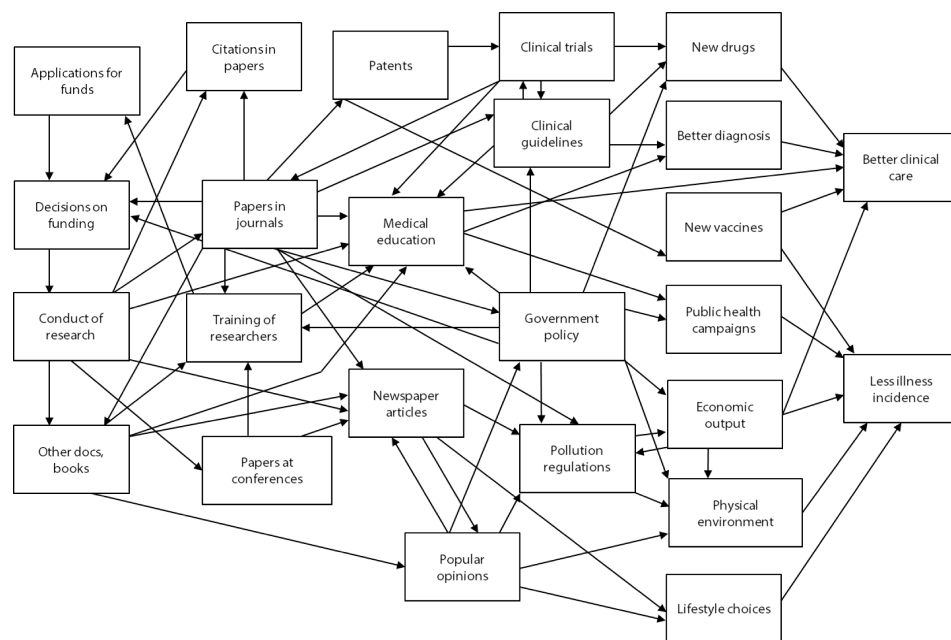 Applications for
funds
Citations in
papers
Patents
Clinical trials
New drugs
Clinical
guidelines
Better diagnosis
Better clinical
care
Decisions on
funding
Papers in
journals
Medical
education
New vaccines
Conduct of
research
Training of
researchers
Government
policy
Public health
campaigns
Newspaper
articles
Economic
output
Less illness
incidence
Other docs,
books
Papers at
conferences
Pollution
regulations
Physical
environment
Popular
opinions
Lifestyle choices